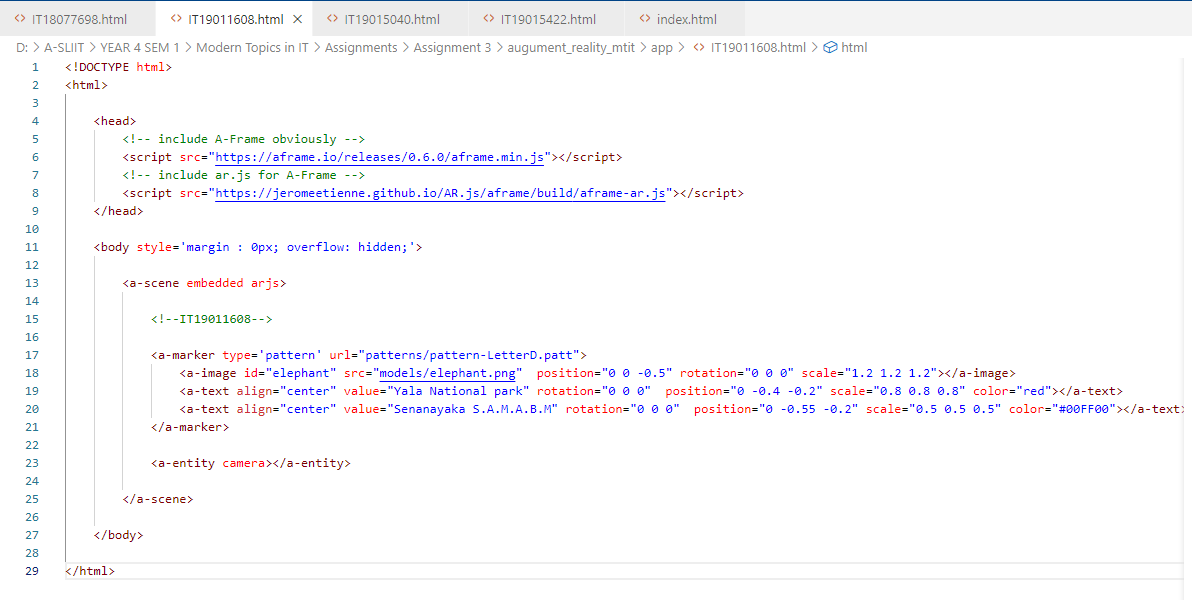 IT18077698.html IT19011608.html IT19015040.html IT19015422.html index.html
D: > A-SLIIT > YEAR 4 SEM 1 > Modern Topics in IT > Assignments > Assignment 3 > augument_reality_mtit > app > IT19011608.html > html
1 <!DOCTYPE html>
2 <html>
3
4 <head>
5 <!-- include A-Frame obviously -->
6 <script src="https://aframe.io/releases/0.6.0/aframe.min.js"></script>
7 <!-- include ar.js for A-Frame -->
8 <script src="https://jeromeetienne.github.io/AR.js/aframe/build/aframe-ar.js"></script>
9 </head>
10
11 <body style='margin : 0px; overflow: hidden;'>
12
13 <a-scene embedded arjs>
14
15 <!--IT19011608-->
16
17 <a-marker type='pattern' url="patterns/pattern-LetterD.patt">
18 <a-image id="elephant" src="models/elephant.png"  position="0 0 -0.5" rotation="0 0 0" scale="1.2 1.2 1.2"></a-image>
19 <a-text align="center" value="Yala National park" rotation="0 0 0"  position="0 -0.4 -0.2" scale="0.8 0.8 0.8" color="red"></a-text>
20 <a-text align="center" value="Senanayaka S.A.M.A.B.M" rotation="0 0 0"  position="0 -0.55 -0.2" scale="0.5 0.5 0.5" color="#00FF00"></a-text>
21 </a-marker>
22
23 <a-entity camera></a-entity>
24
25 </a-scene>
26
27 </body>
28
29 </html>